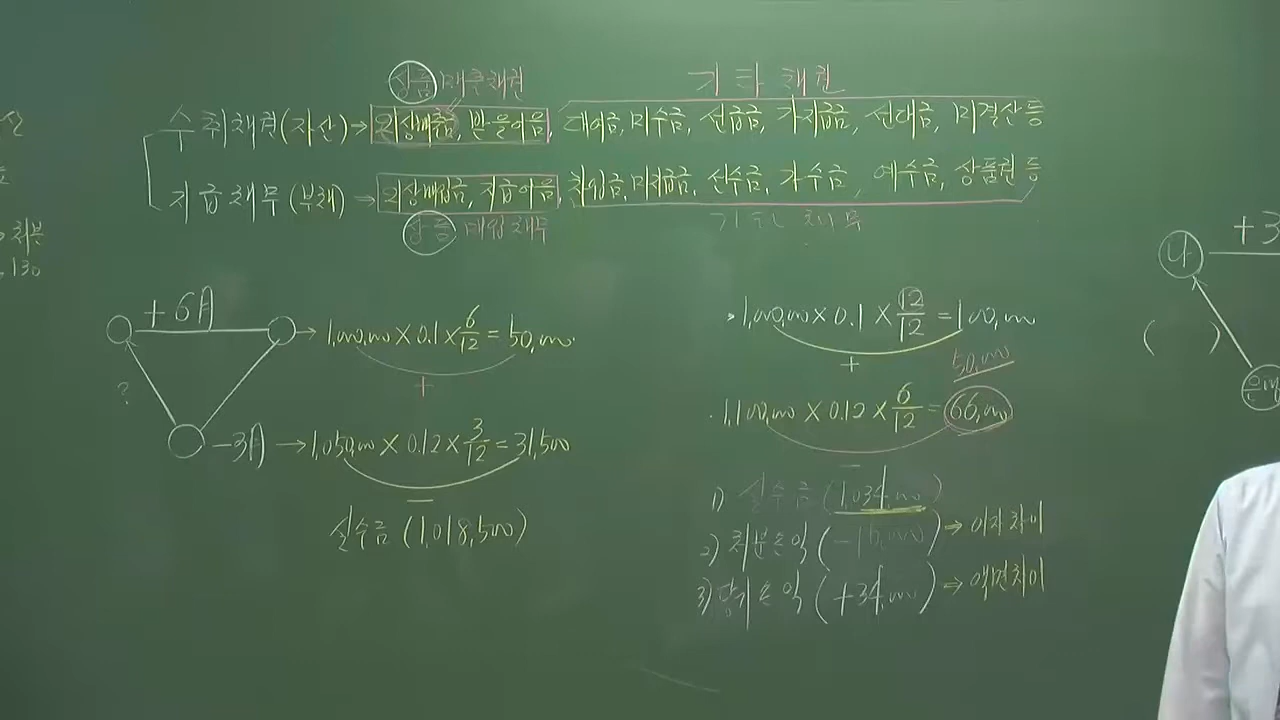 상품 매출채권
기타채권
수취채권(자산)→ 외상매출금, 받을어음, 대여금, 미수금, 선급금, 가지급금, 선대금, 미결산 등
지급채무(부채)→ 외상매입금, 지급어음, 차입금, 미지급금, 선수금, 가수금, 예수금, 상품권 등
상품 매입채무
기타채무
처분
130
+6月
→ 1,000,000 × 0.1 × 6/12 = 50,000
+
?
-3月 → 1,050,000 × 0.12 × 3/12 = 31,500
−
실수금 (1,018,500)
1,000,000 × 0.1 × 12/12 = 100,000
+
50,000
1,100,000 × 0.12 × 6/12 = 66,000
−
1) 실수금 (1,034,000)
2) 처분손익 (-16,000) ⇒ 이자차이
3) 당기손익 (+34,000) ⇒ 액면차이
나
+3
( )